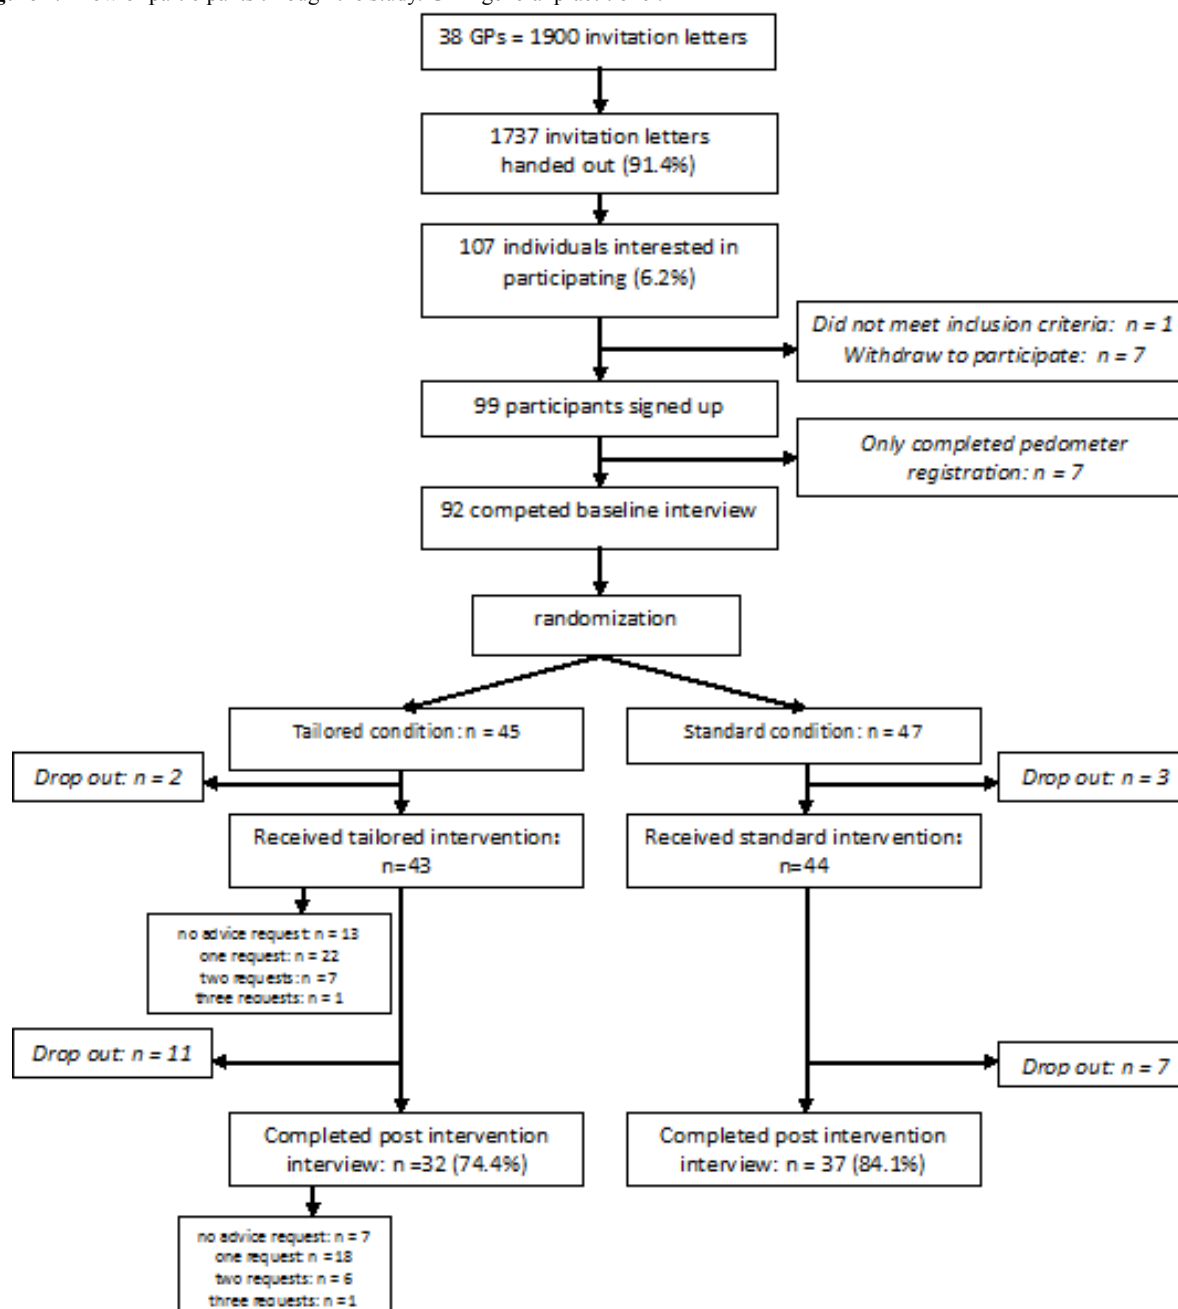 38 GPs = 1900 invitation letters
1737 invitation letters
handed out (91.4%)
107 individuals interested in
participating (6.2%)
Did not meet inclusion criteria: n = 1
Withdraw to participate: n = 7
99 participants signed up
Only completed pedometer
registration: n = 7
92 competed baseline interview
randomization
Tailored condition: n = 45
Standard condition: n = 47
Drop out: n = 2
Drop out: n = 3
Received tailored intervention:
n=43
Received standard intervention:
n=44
no advice request: n = 13
one request: n = 22
two requests: n = 7
three requests: n = 1
Drop out: n = 11
Drop out: n = 7
Completed post intervention
interview: n =32 (74.4%)
Completed post intervention
interview: n = 37 (84.1%)
no advice request: n = 7
one request n =18
two requests: n = 6
three requests: n =1